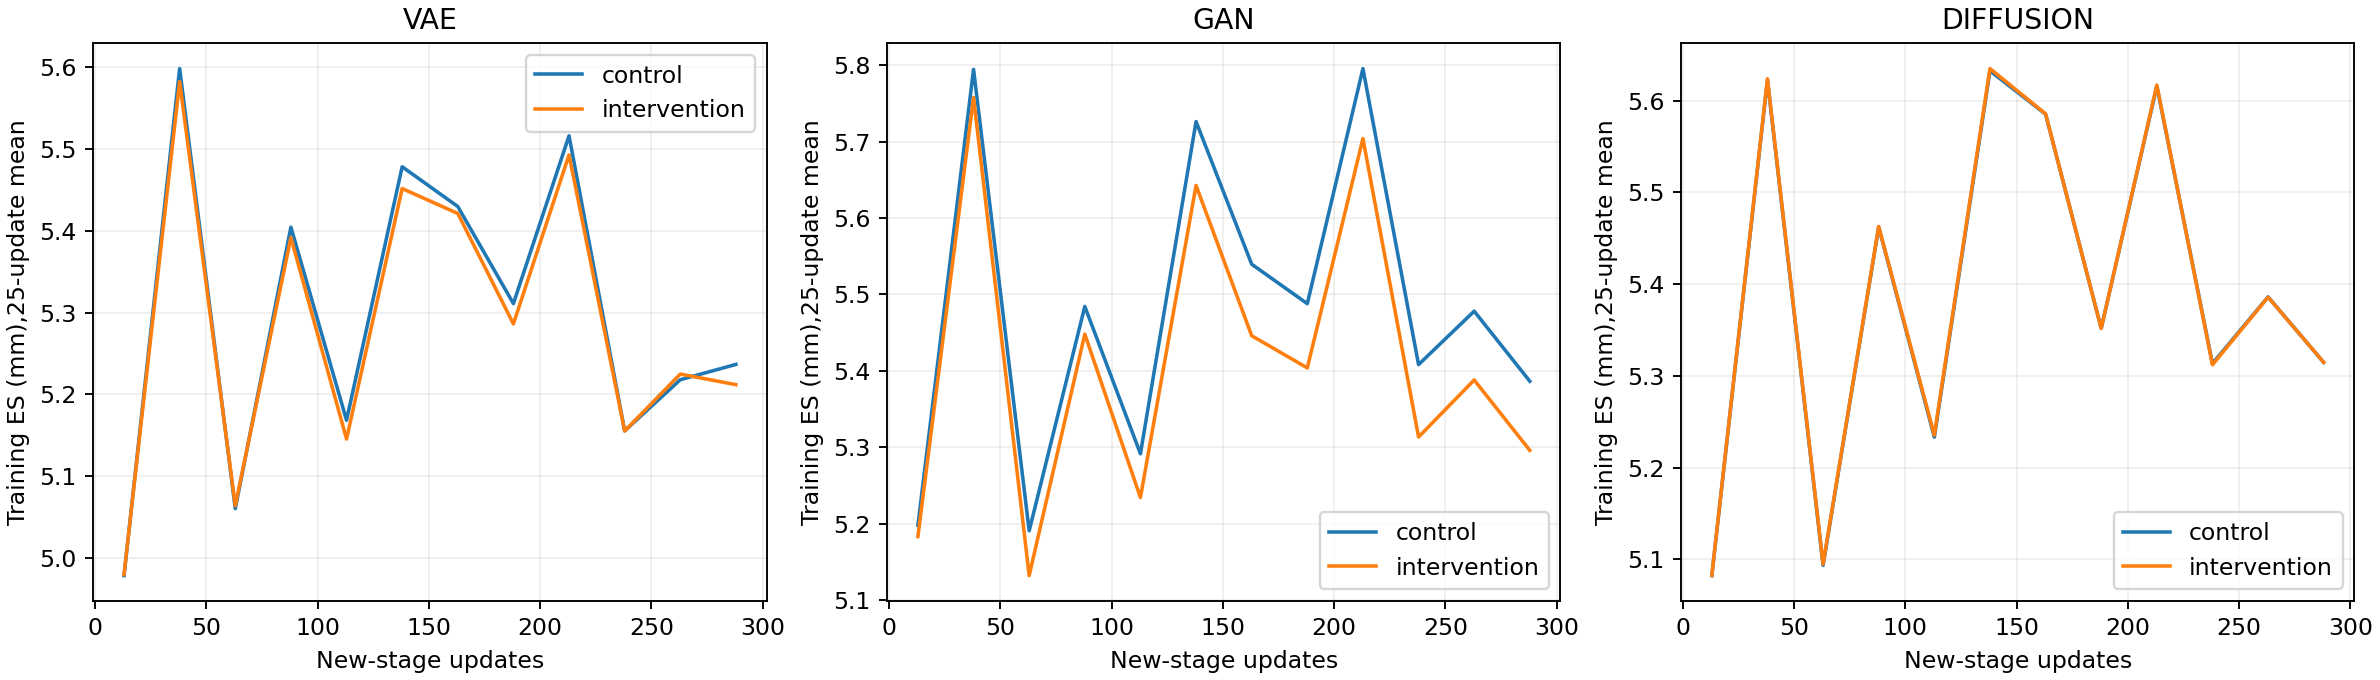 VAE
Training ES (mm),25-update mean
5.6
5.5
5.4
5.3
5.2
5.1
5.0
control
intervention
0 50 100 150 200 250 300
New-stage updates
GAN
Training ES (mm),25-update mean
5.8
5.7
5.6
5.5
5.4
5.3
5.2
5.1
control
intervention
0 50 100 150 200 250 300
New-stage updates
DIFFUSION
Training ES (mm),25-update mean
5.6
5.5
5.4
5.3
5.2
5.1
control
intervention
0 50 100 150 200 250 300
New-stage updates